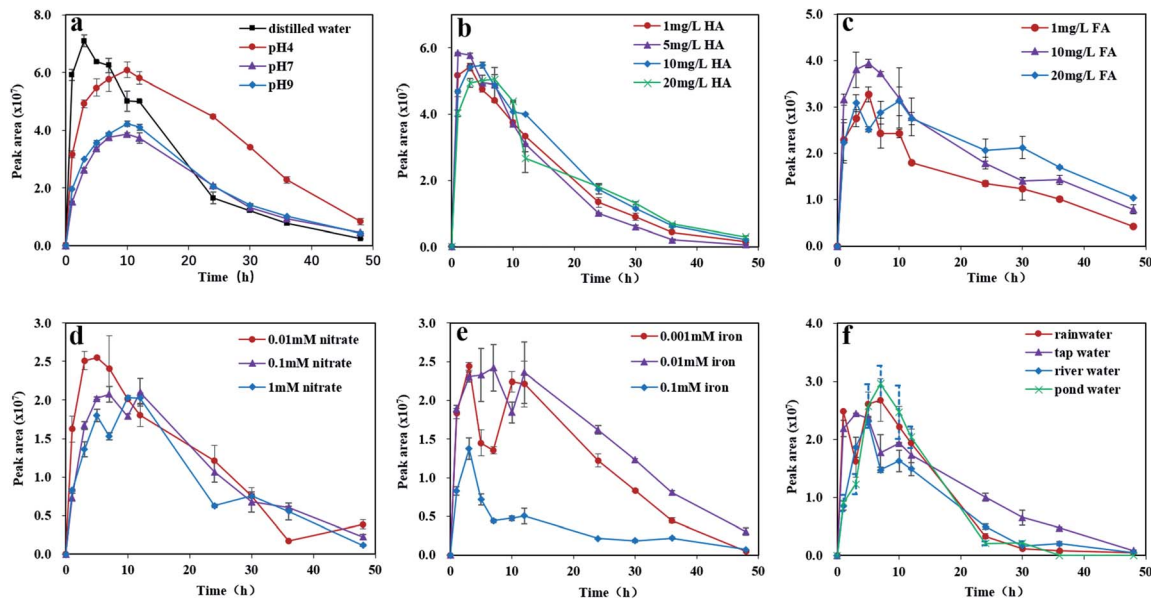 a
distilled water
pH4
pH7
pH9
Peak area (x10⁷)
8.0
6.0
4.0
2.0
0.0
0 10 20 30 40 50
Time (h)
b
1mg/L HA
5mg/L HA
10mg/L HA
20mg/L HA
Peak area (x10⁷)
6.0
4.0
2.0
0.0
0 10 20 30 40 50
Time (h)
c
1mg/L FA
10mg/L FA
20mg/L FA
Peak area (x10⁷)
5.0
4.0
3.0
2.0
1.0
0.0
0 10 20 30 40 50
Time (h)
d
0.01mM nitrate
0.1mM nitrate
1mM nitrate
Peak area (x10⁷)
3.0
2.5
2.0
1.5
1.0
0.5
0.0
0 10 20 30 40 50
Time (h)
e
0.001mM iron
0.01mM iron
0.1mM iron
Peak area (x10⁷)
3.0
2.5
2.0
1.5
1.0
0.5
0.0
0 10 20 30 40 50
Time (h)
f
rainwater
tap water
river water
pond water
Peak area (x10⁷)
4.0
3.0
2.0
1.0
0.0
0 10 20 30 40 50
Time (h)